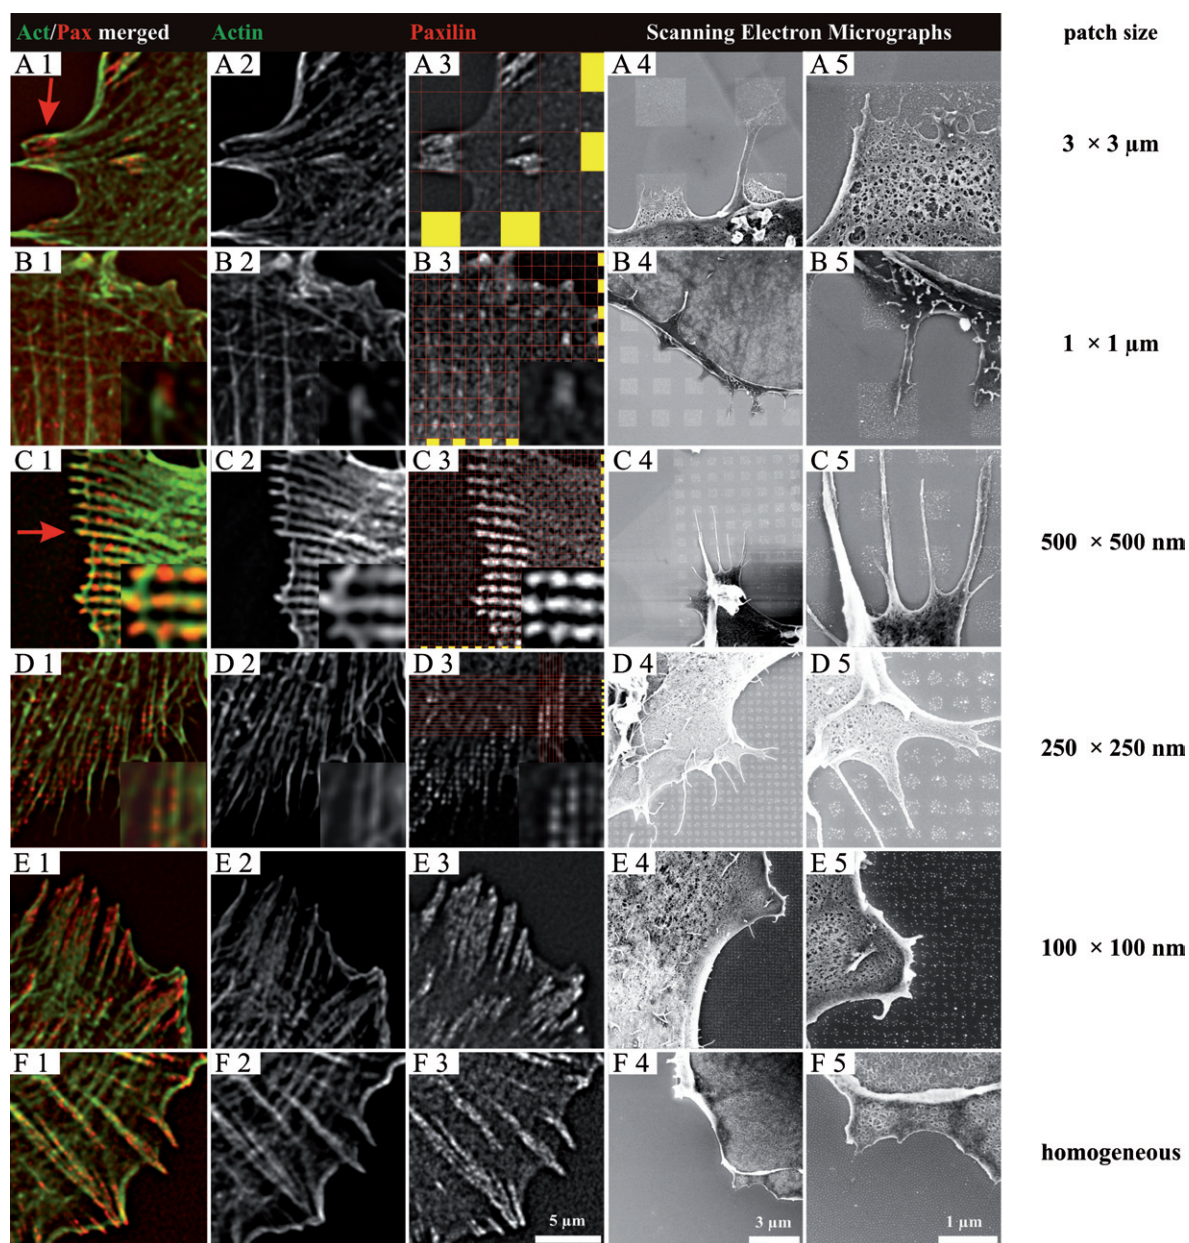 Act/Pax merged Actin Paxilin Scanning Electron Micrographs patch size
A 1 A 2 A 3 A 4 A 5 3 × 3 µm
B 1 B 2 B 3 B 4 B 5 1 × 1 µm
C 1 C 2 C 3 C 4 C 5 500 × 500 nm
D 1 D 2 D 3 D 4 D 5 250 × 250 nm
E 1 E 2 E 3 E 4 E 5 100 × 100 nm
F 1 F 2 F 3 F 4 F 5 homogeneous
5 µm 3 µm 1 µm